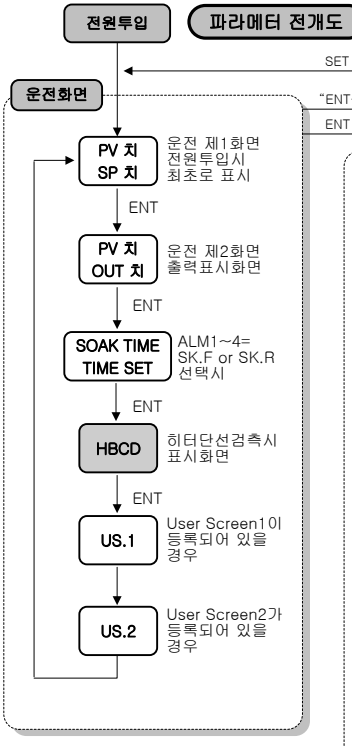 전원투입
파라메터 전개도
SET
운전화면
"ENT
ENT
PV 치
SP 치
운전 제1화면
전원투입시
최초로 표시
ENT
PV 치
OUT 치
운전 제2화면
출력표시화면
ENT
SOAK TIME
TIME SET
ALM1~4=
SK.F or SK.R
선택시
ENT
HBCD
히터단선검측시
표시화면
ENT
US.1
User Screen1이
등록되어 있을
경우
US.2
User Screen2가
등록되어 있을
경우